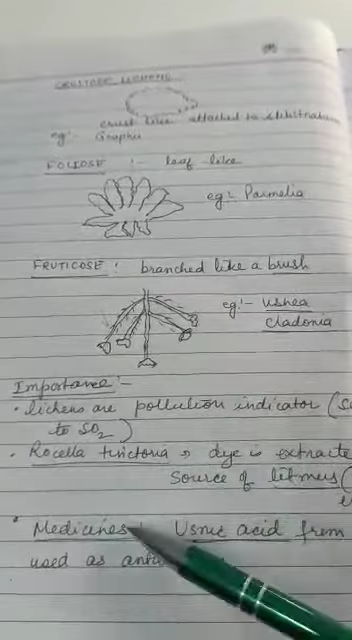 CRUSTOSE LICHENS
crust like attached to substratum
eg: Graphis
FOLIOSE :- leaf like
eg:- Parmelia
FRUTICOSE : branched like a brush
eg:- Usnea
Cladonia
Importance :-
• lichens are pollution indicator (
to SO2)
• Rocella tinctoria → dye is extracte
Source of litmus (
• Medicines : Usnic acid from
used as anti